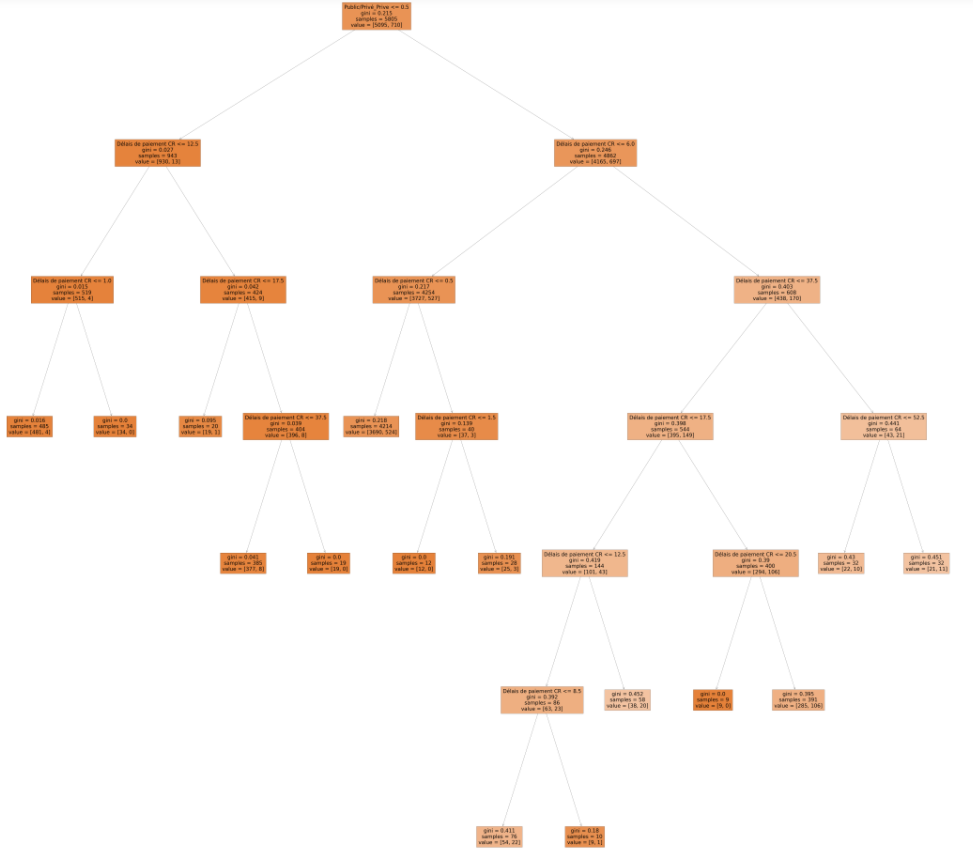 Public/Privé_Prive <= 0.5
gini = 0.215
samples = 5805
value = [5095, 710]
Délais de paiement CR <= 12.5
gini = 0.027
samples = 943
value = [930, 13]
Délais de paiement CR <= 6.0
gini = 0.246
samples = 4862
value = [4165, 697]
Délais de paiement CR <= 1.0
gini = 0.015
samples = 519
value = [515, 4]
Délais de paiement CR <= 17.5
gini = 0.042
samples = 424
value = [415, 9]
Délais de paiement CR <= 0.5
gini = 0.217
samples = 4254
value = [3727, 527]
Délais de paiement CR <= 37.5
gini = 0.403
samples = 608
value = [438, 170]
gini = 0.016
samples = 485
value = [481, 4]
gini = 0.0
samples = 34
value = [34, 0]
gini = 0.095
samples = 20
value = [19, 1]
Délais de paiement CR <= 37.5
gini = 0.039
samples = 404
value = [396, 8]
gini = 0.218
samples = 4214
value = [3690, 524]
Délais de paiement CR <= 1.5
gini = 0.139
samples = 40
value = [37, 3]
Délais de paiement CR <= 17.5
gini = 0.398
samples = 544
value = [395, 149]
Délais de paiement CR <= 52.5
gini = 0.441
samples = 64
value = [43, 21]
gini = 0.041
samples = 385
value = [377, 8]
gini = 0.0
samples = 19
value = [19, 0]
gini = 0.0
samples = 12
value = [12, 0]
gini = 0.191
samples = 28
value = [25, 3]
Délais de paiement CR <= 12.5
gini = 0.419
samples = 144
value = [101, 43]
Délais de paiement CR <= 20.5
gini = 0.39
samples = 400
value = [294, 106]
gini = 0.43
samples = 32
value = [22, 10]
gini = 0.451
samples = 32
value = [21, 11]
Délais de paiement CR <= 8.5
gini = 0.392
samples = 86
value = [63, 23]
gini = 0.452
samples = 58
value = [38, 20]
gini = 0.0
samples = 9
value = [9, 0]
gini = 0.395
samples = 391
value = [285, 106]
gini = 0.411
samples = 76
value = [54, 22]
gini = 0.18
samples = 10
value = [9, 1]